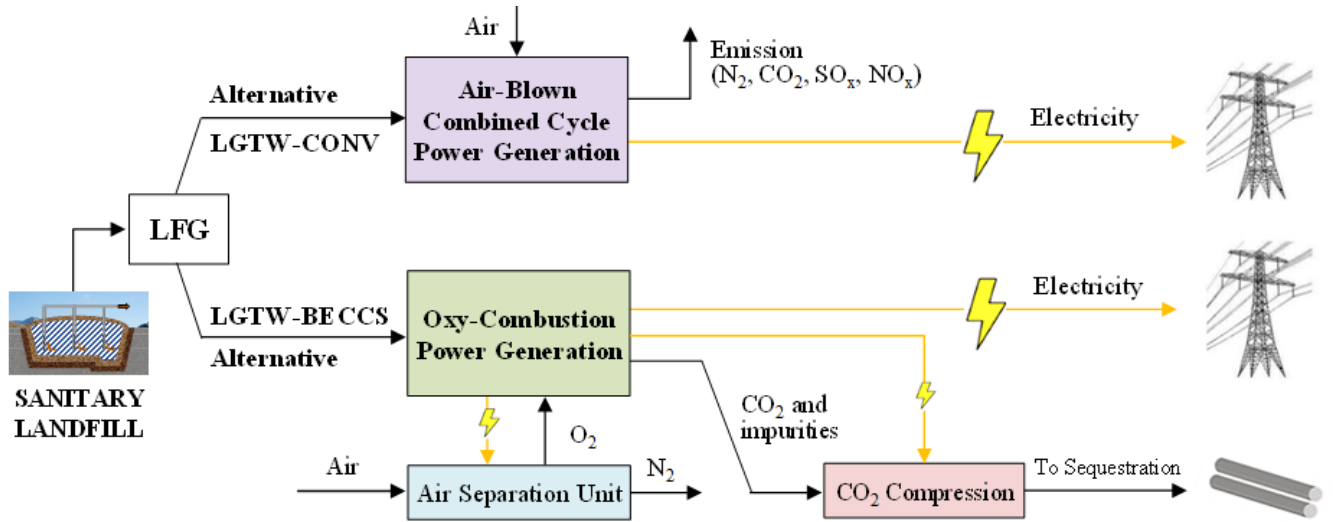 Air
Emission
(N₂, CO₂, SOₓ, NOₓ)
Alternative
LGTW-CONV
Air-Blown
Combined Cycle
Power Generation
Electricity
LFG
LGTW-BECCS
Alternative
Oxy-Combustion
Power Generation
Electricity
SANITARY
LANDFILL
O₂
CO₂ and
impurities
Air
Air Separation Unit
N₂
CO₂ Compression
To Sequestration